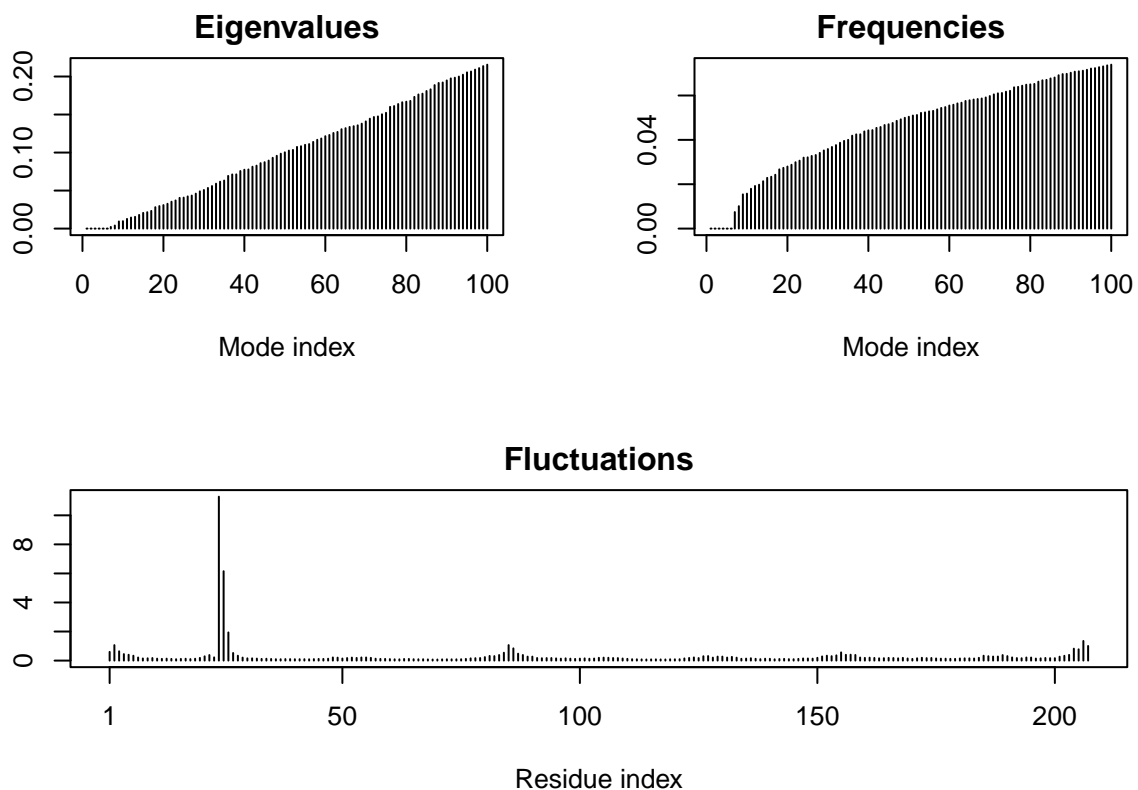 Eigenvalues
0.00 0.10 0.20
0 20 40 60 80 100
Mode index
Frequencies
0.00 0.04
0 20 40 60 80 100
Mode index
Fluctuations
0 4 8
1 50 100 150 200
Residue index